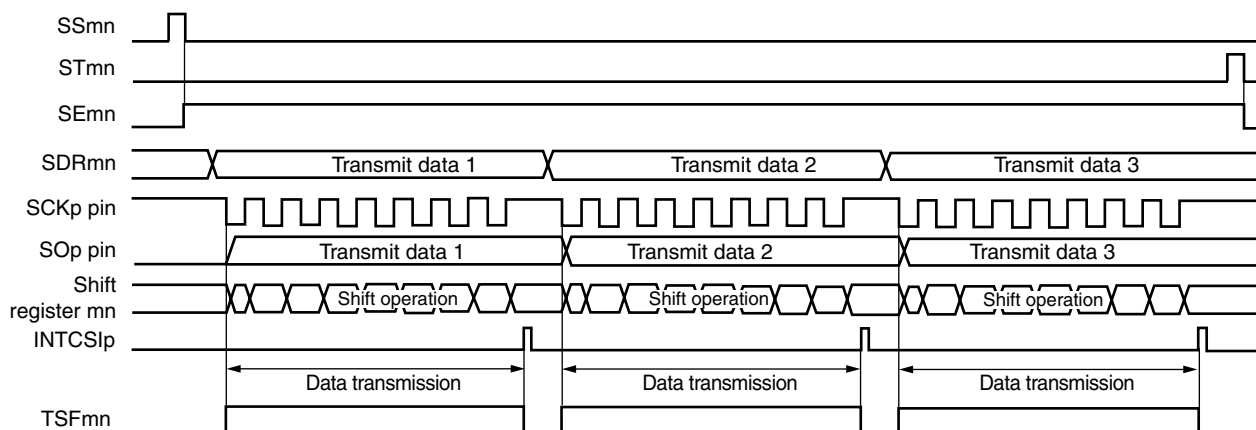 SSmn
STmn
SEmn
SDRmn Transmit data 1 Transmit data 2 Transmit data 3
SCKp pin
SOp pin Transmit data 1 Transmit data 2 Transmit data 3
Shift
register mn Shift operation Shift operation Shift operation
INTCSIp
Data transmission Data transmission Data transmission
TSFmn